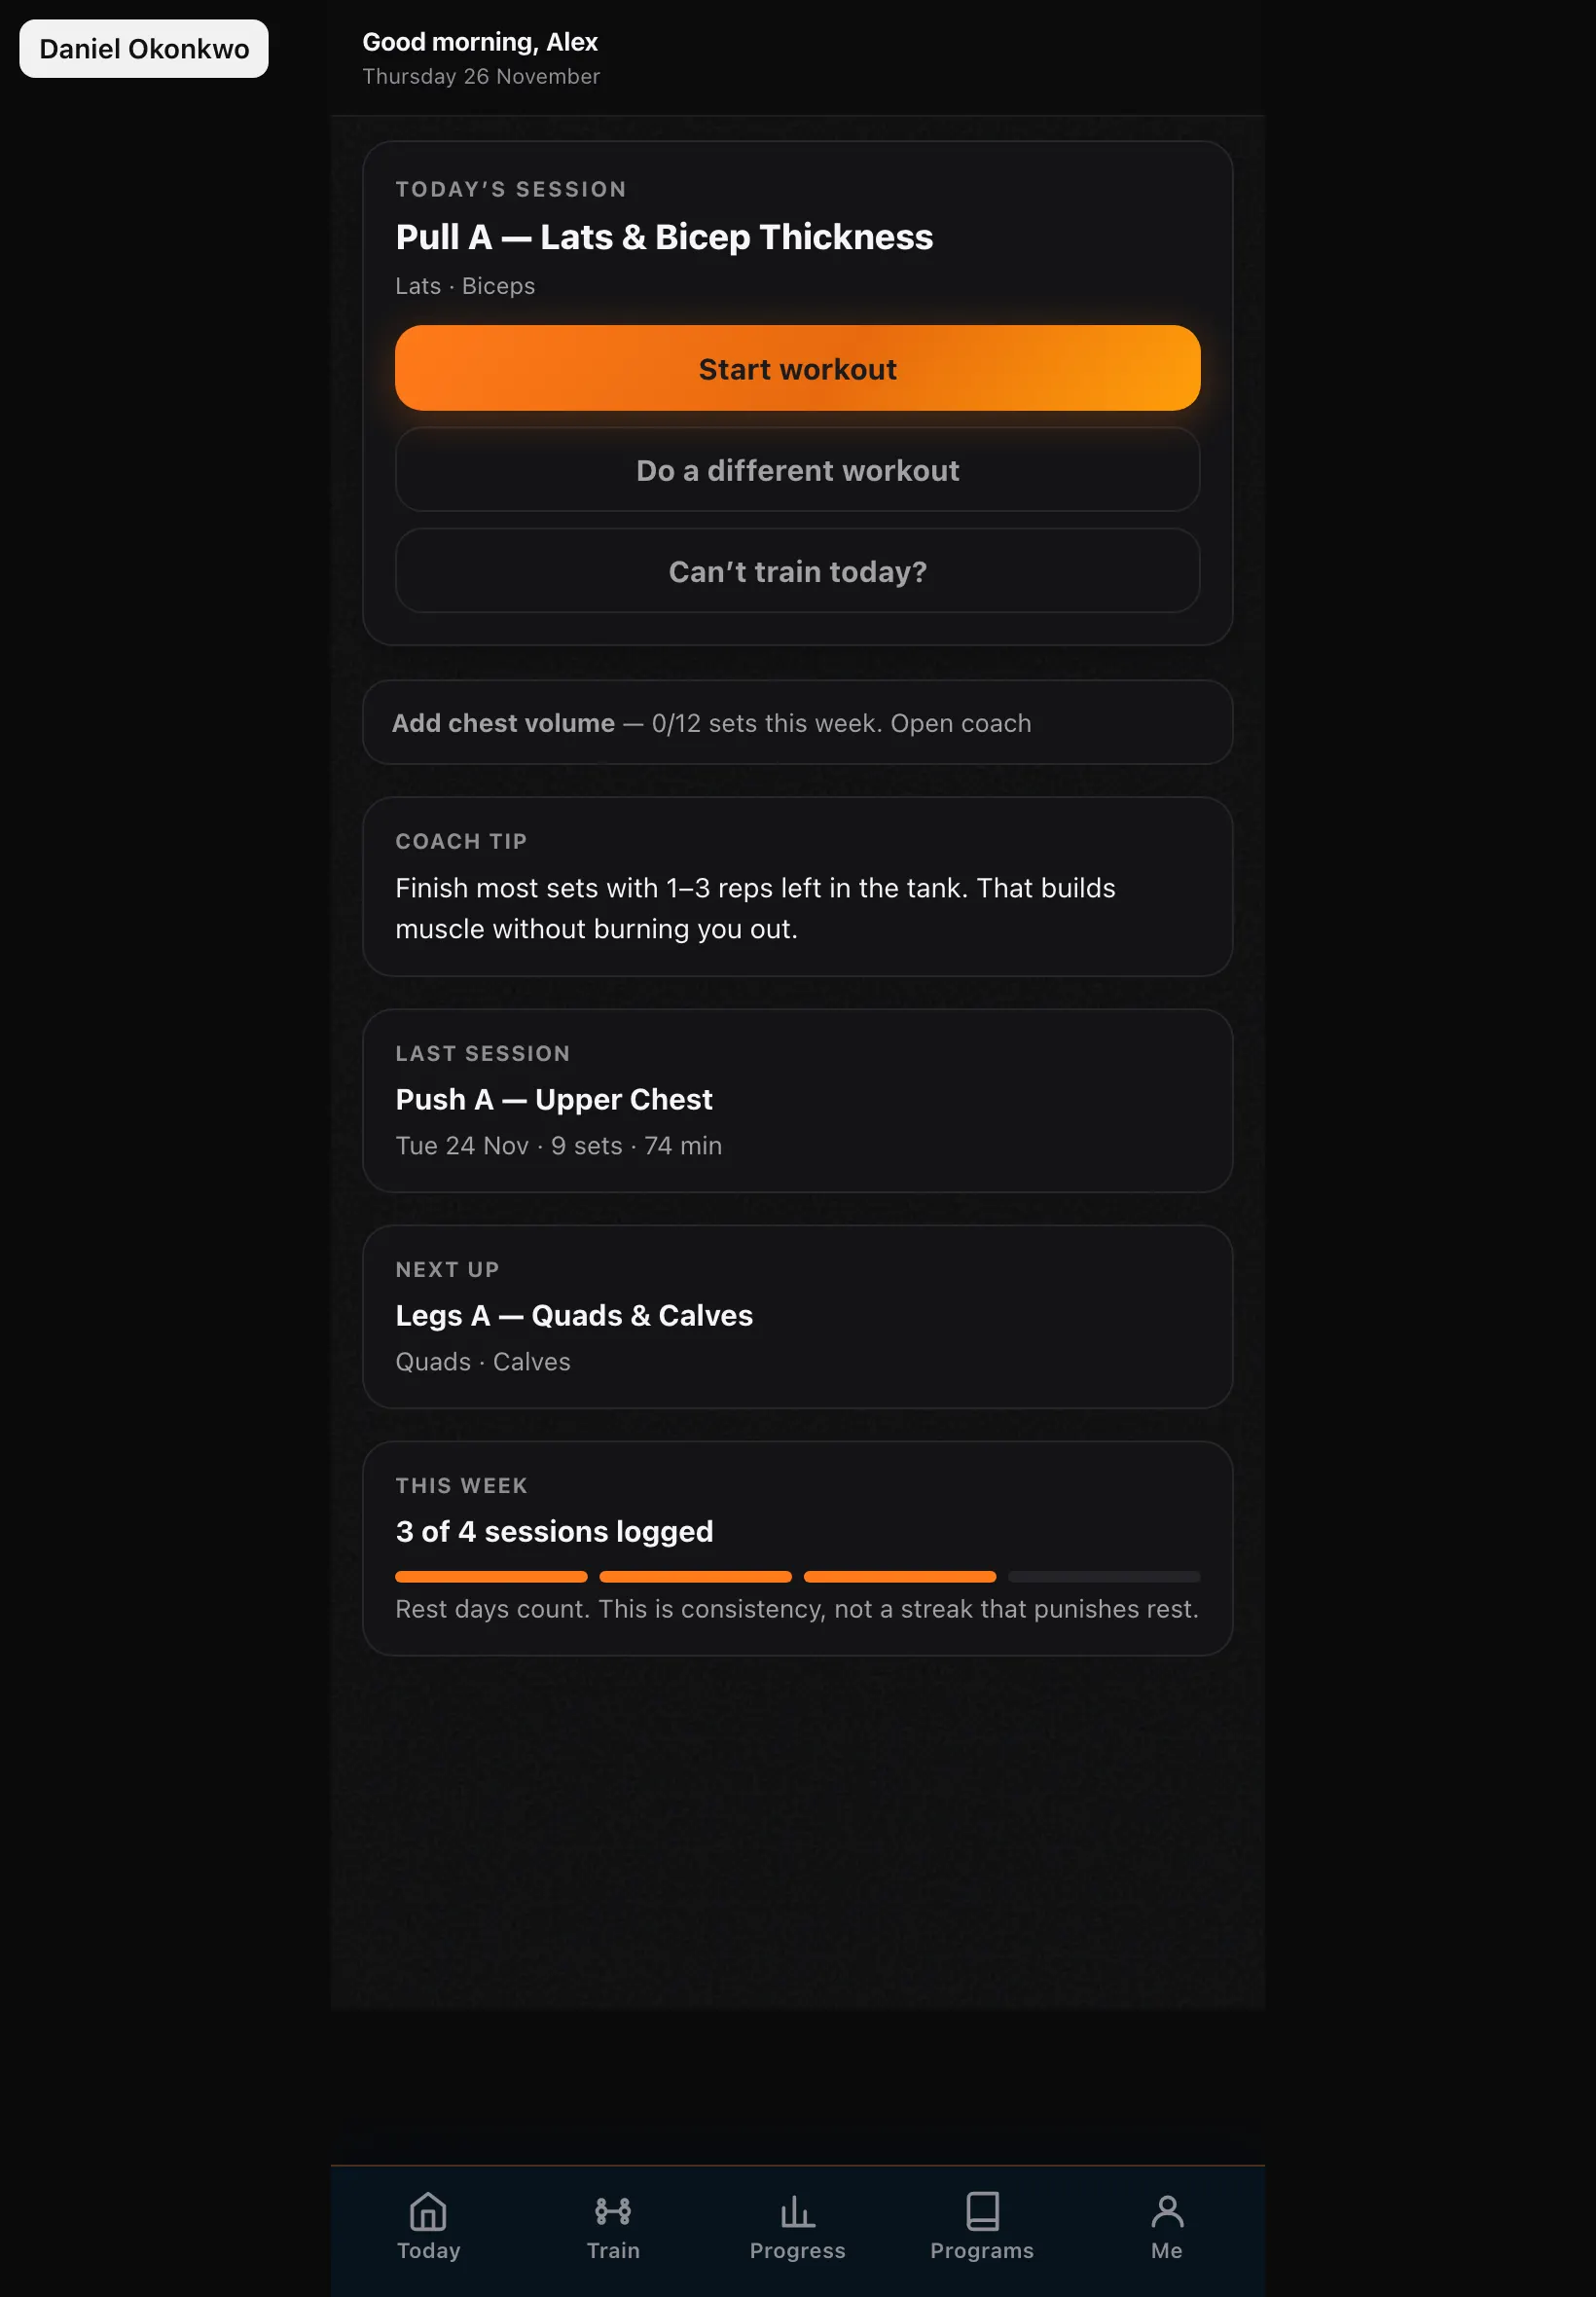 Daniel Okonkwo
Good morning, Alex
Thursday 26 November
TODAY’S SESSION
Pull A — Lats & Bicep Thickness
Lats · Biceps
Start workout
Do a different workout
Can’t train today?
Add chest volume — 0/12 sets this week. Open coach
COACH TIP
Finish most sets with 1–3 reps left in the tank. That builds
muscle without burning you out.
LAST SESSION
Push A — Upper Chest
Tue 24 Nov · 9 sets · 74 min
NEXT UP
Legs A — Quads & Calves
Quads · Calves
THIS WEEK
3 of 4 sessions logged
Rest days count. This is consistency, not a streak that punishes rest.
Today
Train
Progress
Programs
Me